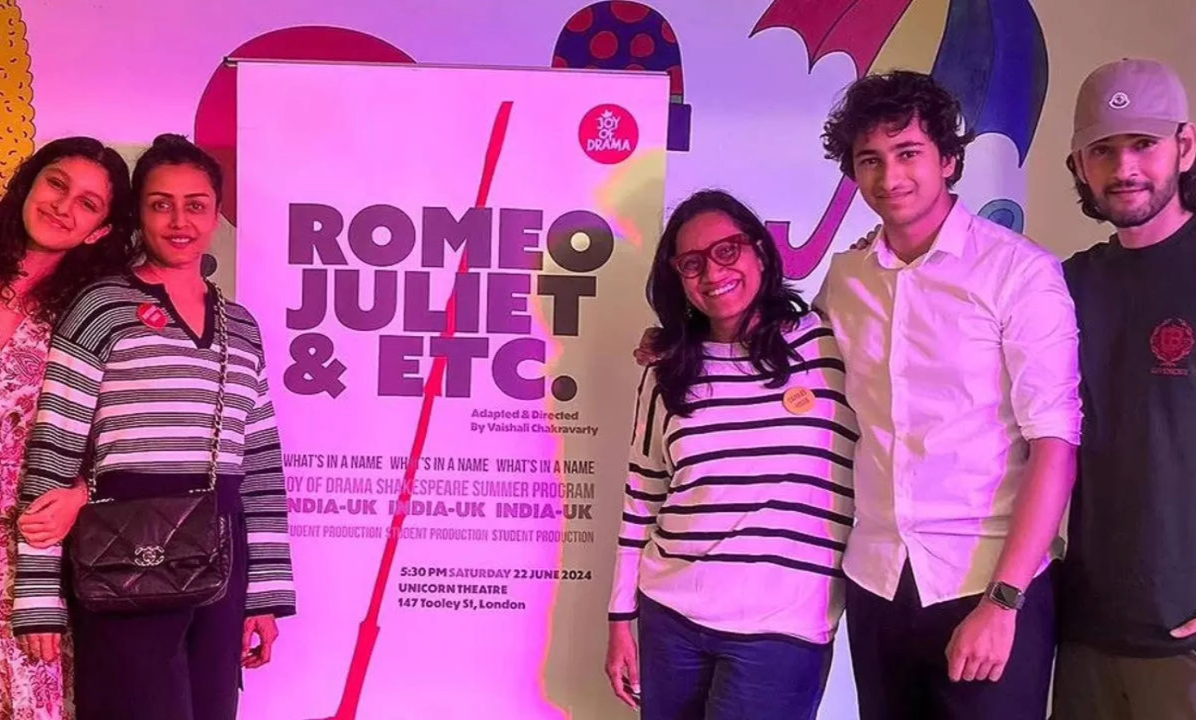 JOY
OF
DRAMA
ROMEO
JULIET
& ETC.
Adapted & Directed
By Vaishali Chakravarty
WHAT'S IN A NAME WHAT'S IN A NAME WHAT'S IN A NAME
JOY OF DRAMA SHAKESPEARE SUMMER PROGRAM
INDIA-UK INDIA-UK INDIA-UK
STUDENT PRODUCTION STUDENT PRODUCTION STUDENT PRODUCTION
5:30 PM SATURDAY 22 JUNE 2024
UNICORN THEATRE
147 Tooley St, London